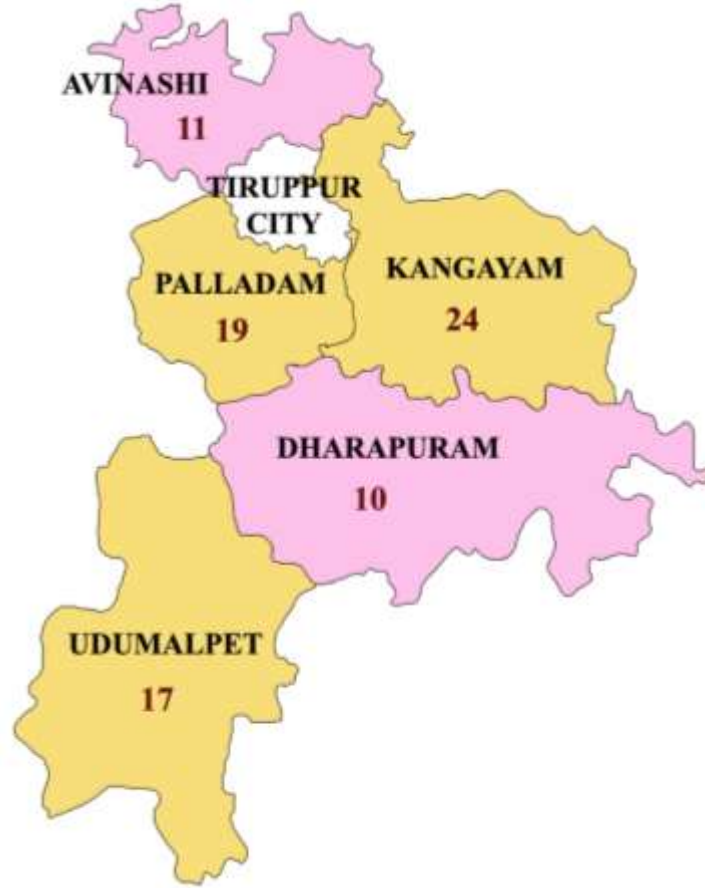 AVINASHI
11
TIRUPPUR
CITY
PALLADAM
19
KANGAYAM
24
DHARAPURAM
10
UDUMALPET
17